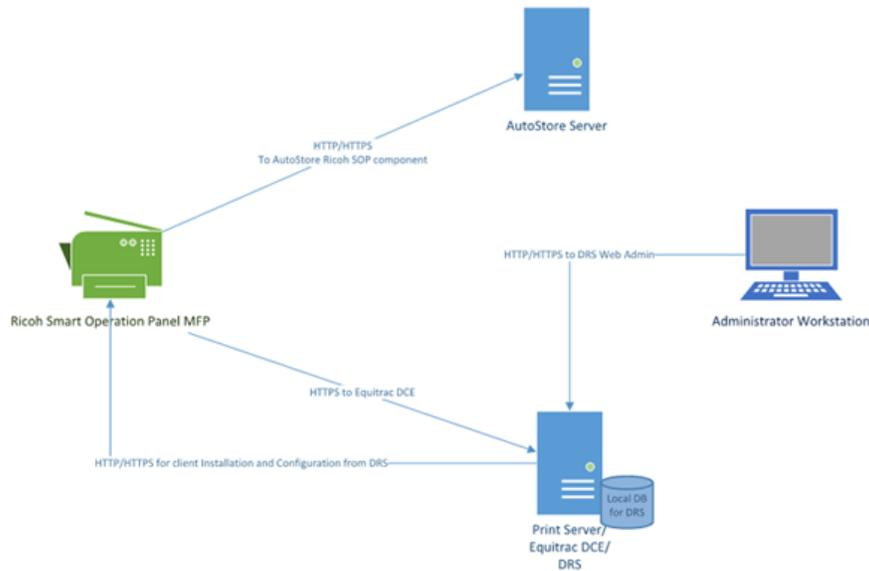 AutoStore Server
HTTP/HTTPS
To AutoStore Ricoh SOP component
HTTP/HTTPS to DRS Web Admin
Ricoh Smart Operation Panel MFP
Administrator Workstation
HTTPS to Equitrac DCE
HTTP/HTTPS for client Installation and Configuration from DRS
Local DB
for DRS
Print Server/
Equitrac DCE/
DRS